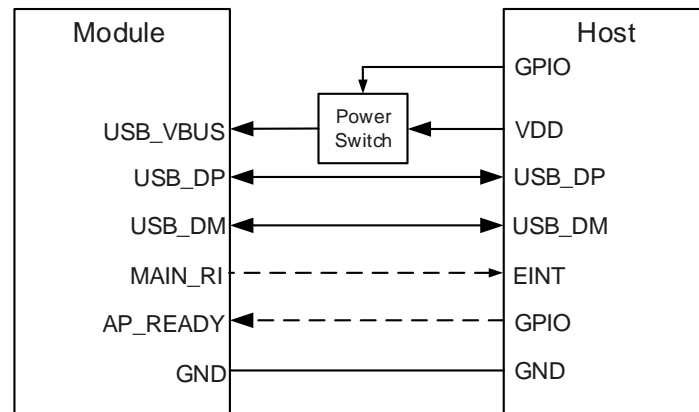 Module
Host
GPIO
Power
Switch
USB_VBUS
VDD
USB_DP
USB_DP
USB_DM
USB_DM
MAIN_RI
EINT
AP_READY
GPIO
GND
GND